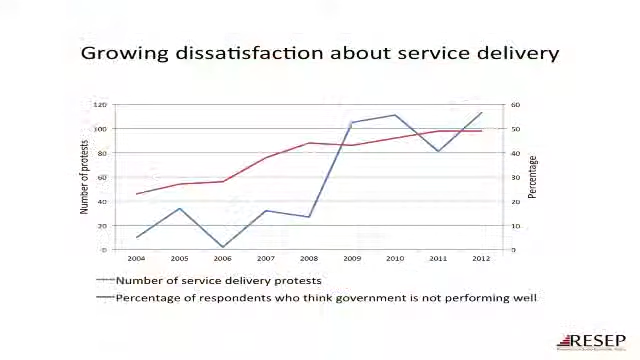 Growing dissatisfaction about service delivery
120
100
80
60
40
20
0
Number of protests
60
50
40
30
20
10
0
Percentage
2004 2005 2006 2007 2008 2009 2010 2011 2012
Number of service delivery protests
Percentage of respondents who think government is not performing well
RESEP